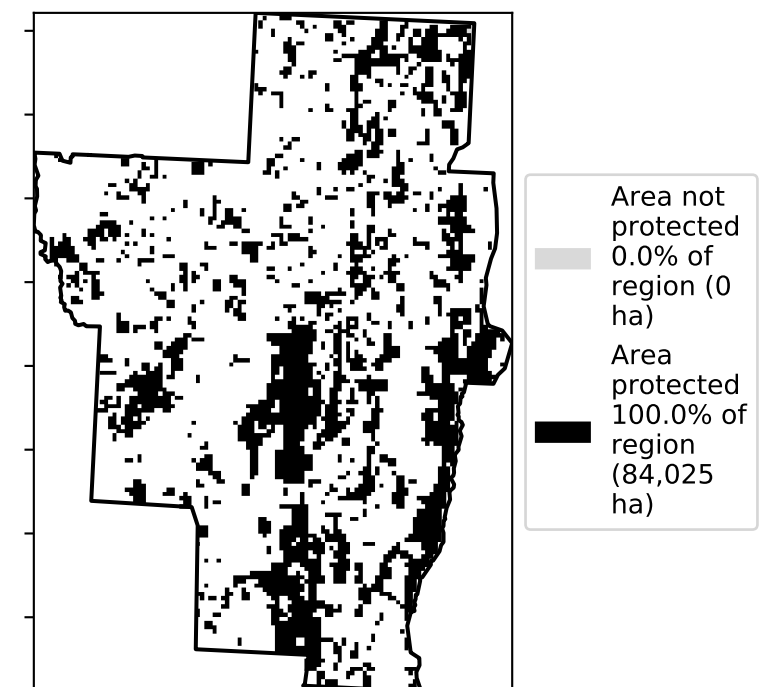 Area not
protected
0.0% of
region (0
ha)
Area
protected
100.0% of
region
(84,025
ha)